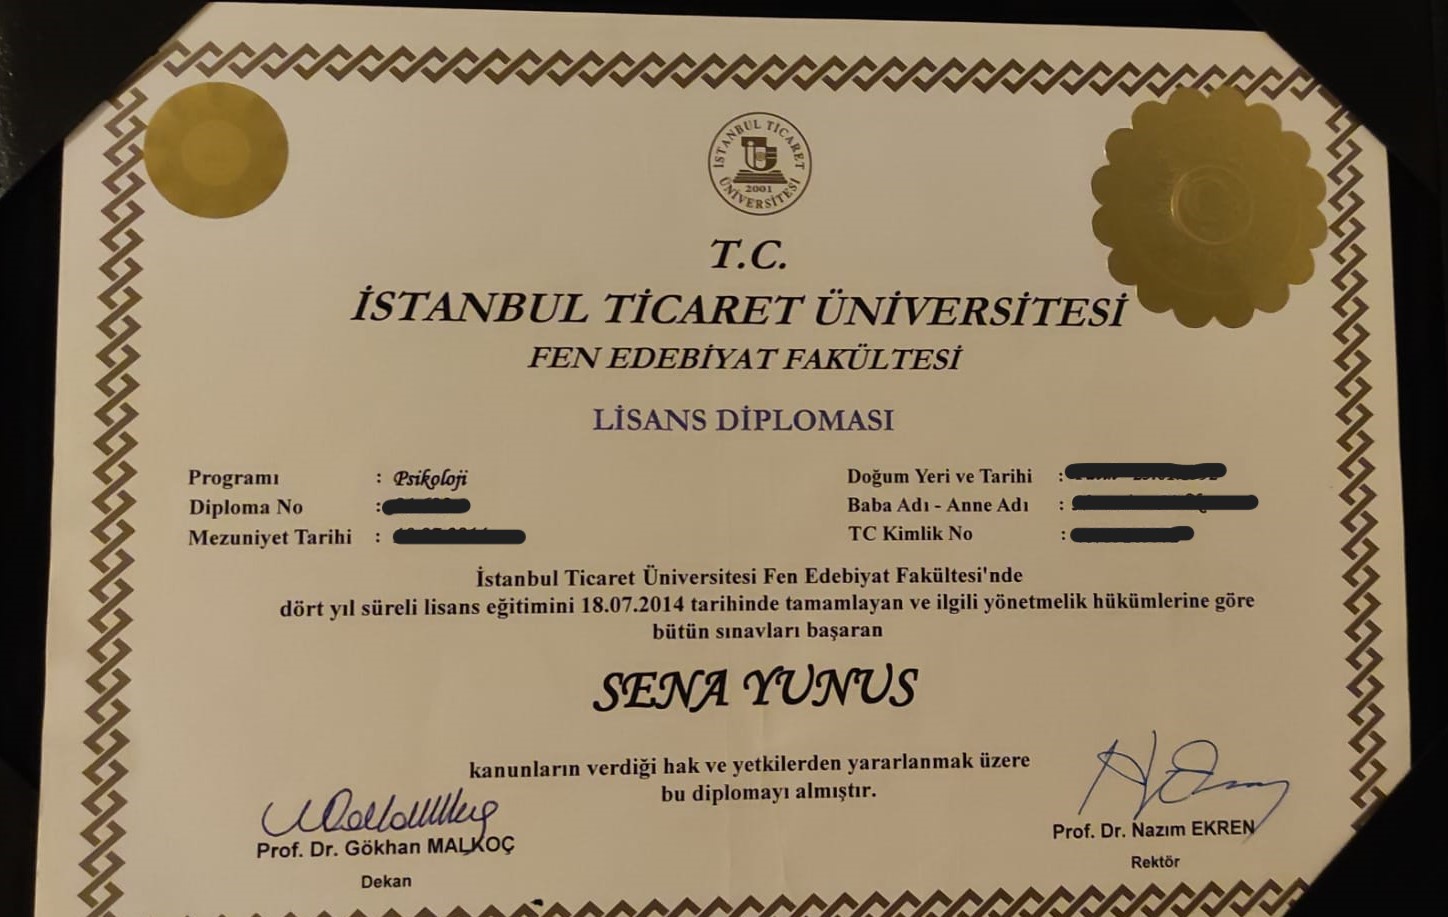 İSTANBUL TİCARET ÜNİVERSİTESİ
2001
T.C.
İSTANBUL TİCARET ÜNİVERSİTESİ
FEN EDEBİYAT FAKÜLTESİ
LİSANS DİPLOMASI
Programı : Psikoloji
Diploma No :
Mezuniyet Tarihi :
Doğum Yeri ve Tarihi :
Baba Adı - Anne Adı :
TC Kimlik No :
İstanbul Ticaret Üniversitesi Fen Edebiyat Fakültesi'nde
dört yıl süreli lisans eğitimini 18.07.2014 tarihinde tamamlayan ve ilgili yönetmelik hükümlerine göre
bütün sınavları başaran
SENA YUNUS
kanunların verdiği hak ve yetkilerden yararlanmak üzere
bu diplomayı almıştır.
Prof. Dr. Gökhan MALKOÇ
Dekan
Prof. Dr. Nazım EKREN
Rektör